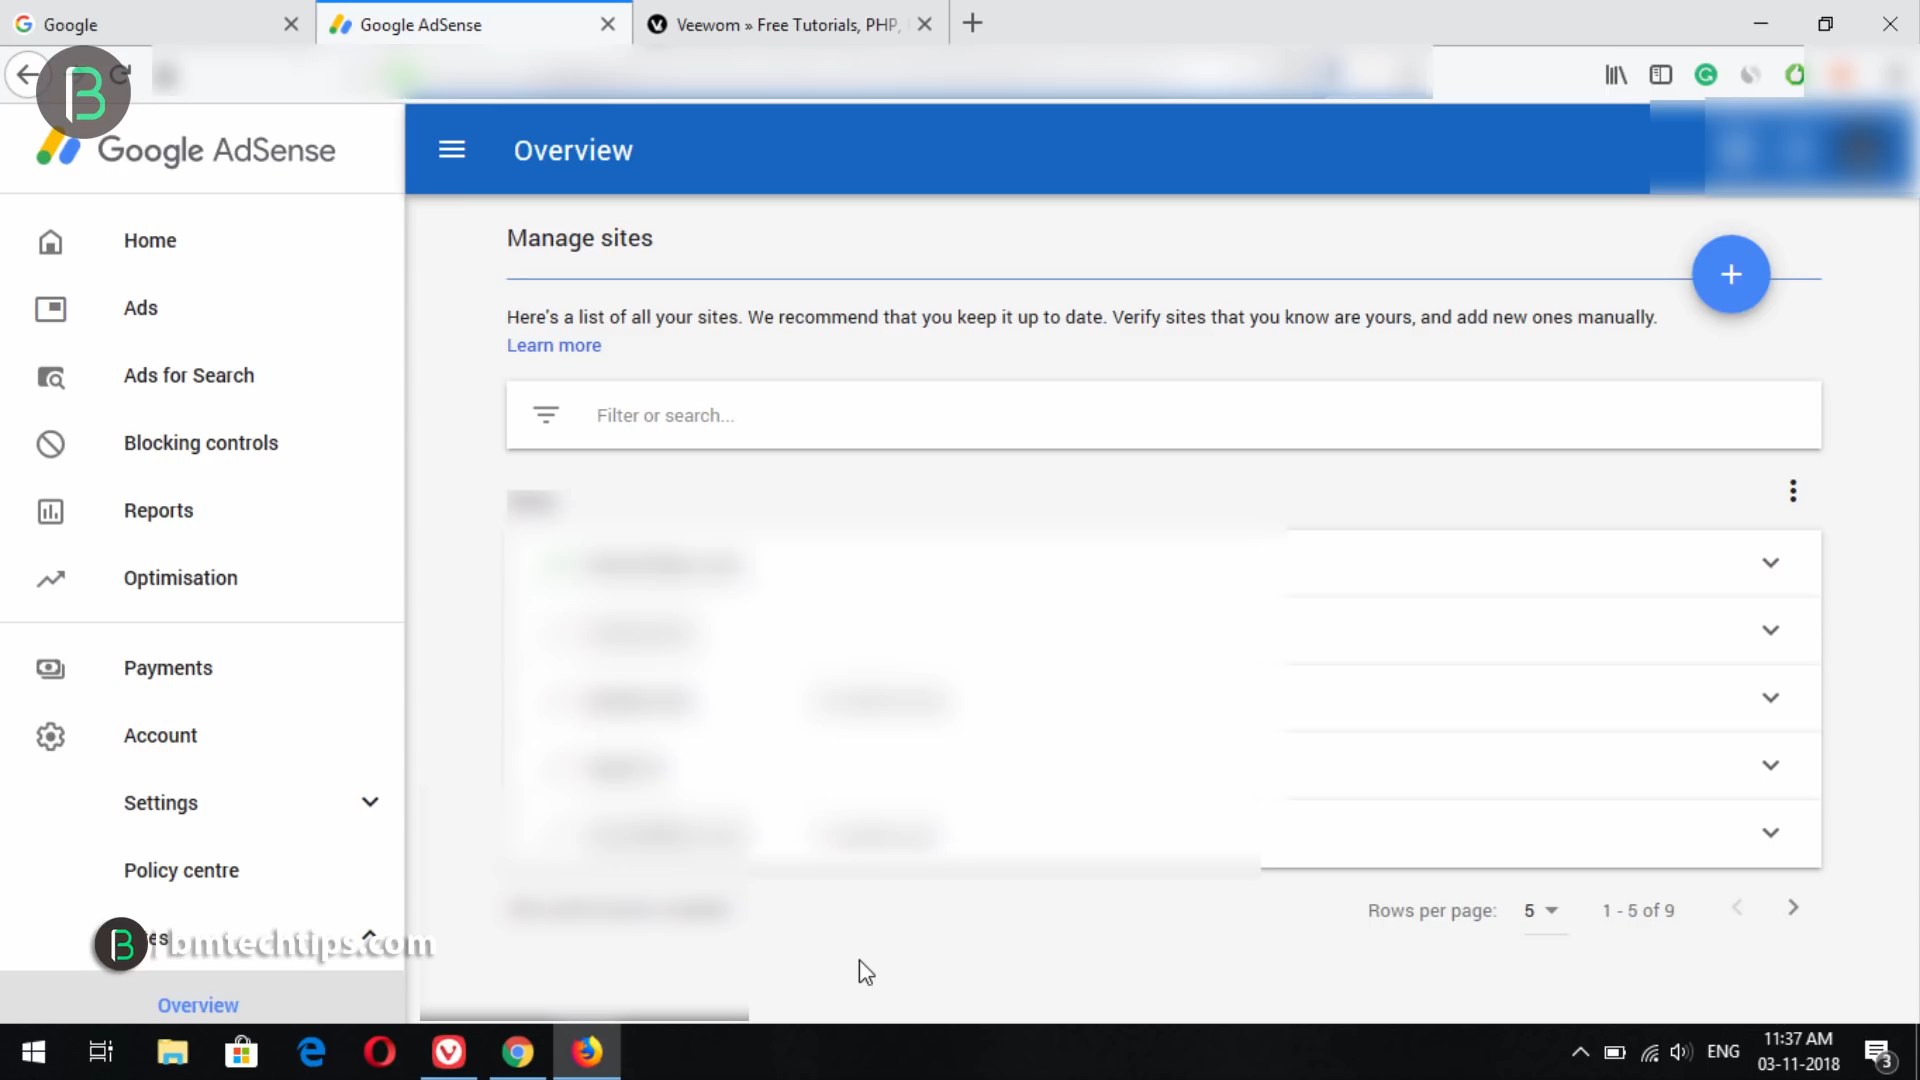 Google
Google AdSense
Veewom » Free Tutorials, PHP,
Google AdSense
Overview
Home
Ads
Ads for Search
Blocking controls
Reports
Optimisation
Payments
Account
Settings
Policy centre
bmtechtips.com
Overview
Manage sites
Here's a list of all your sites. We recommend that you keep it up to date. Verify sites that you know are yours, and add new ones manually.
Learn more
Filter or search...
Rows per page: 5 1 - 5 of 9
ENG
11:37 AM
03-11-2018
3